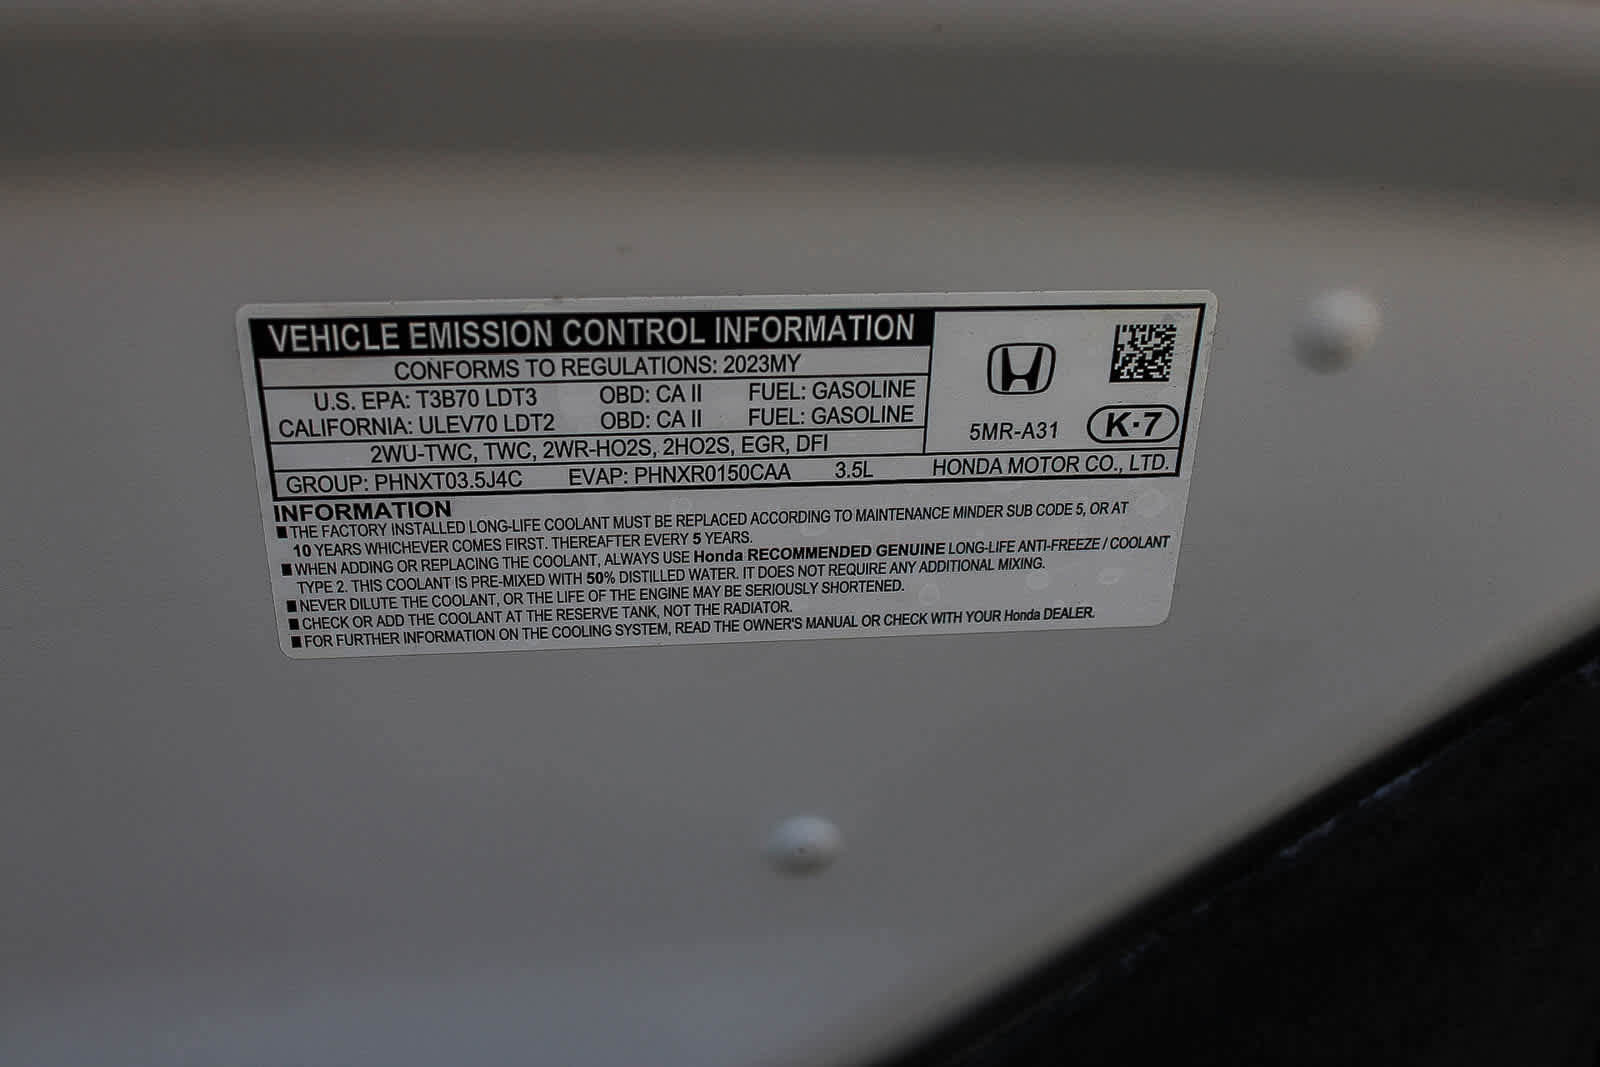 VEHICLE EMISSION CONTROL INFORMATION
CONFORMS TO REGULATIONS: 2023MY
U.S. EPA: T3B70 LDT3 OBD: CA II FUEL: GASOLINE
CALIFORNIA: ULEV70 LDT2 OBD: CA II FUEL: GASOLINE
2WU-TWC, TWC, 2WR-HO2S, 2HO2S, EGR, DFI
GROUP: PHNXT03.5J4C EVAP: PHNXR0150CAA 3.5L
5MR-A31 K·7
HONDA MOTOR CO., LTD.
INFORMATION
■ THE FACTORY INSTALLED LONG-LIFE COOLANT MUST BE REPLACED ACCORDING TO MAINTENANCE MINDER SUB CODE 5, OR AT
10 YEARS WHICHEVER COMES FIRST. THEREAFTER EVERY 5 YEARS.
■ WHEN ADDING OR REPLACING THE COOLANT, ALWAYS USE Honda RECOMMENDED GENUINE LONG-LIFE ANTI-FREEZE / COOLANT
TYPE 2. THIS COOLANT IS PRE-MIXED WITH 50% DISTILLED WATER. IT DOES NOT REQUIRE ANY ADDITIONAL MIXING.
■ NEVER DILUTE THE COOLANT, OR THE LIFE OF THE ENGINE MAY BE SERIOUSLY SHORTENED.
■ CHECK OR ADD THE COOLANT AT THE RESERVE TANK, NOT THE RADIATOR.
■ FOR FURTHER INFORMATION ON THE COOLING SYSTEM, READ THE OWNER'S MANUAL OR CHECK WITH YOUR Honda DEALER.